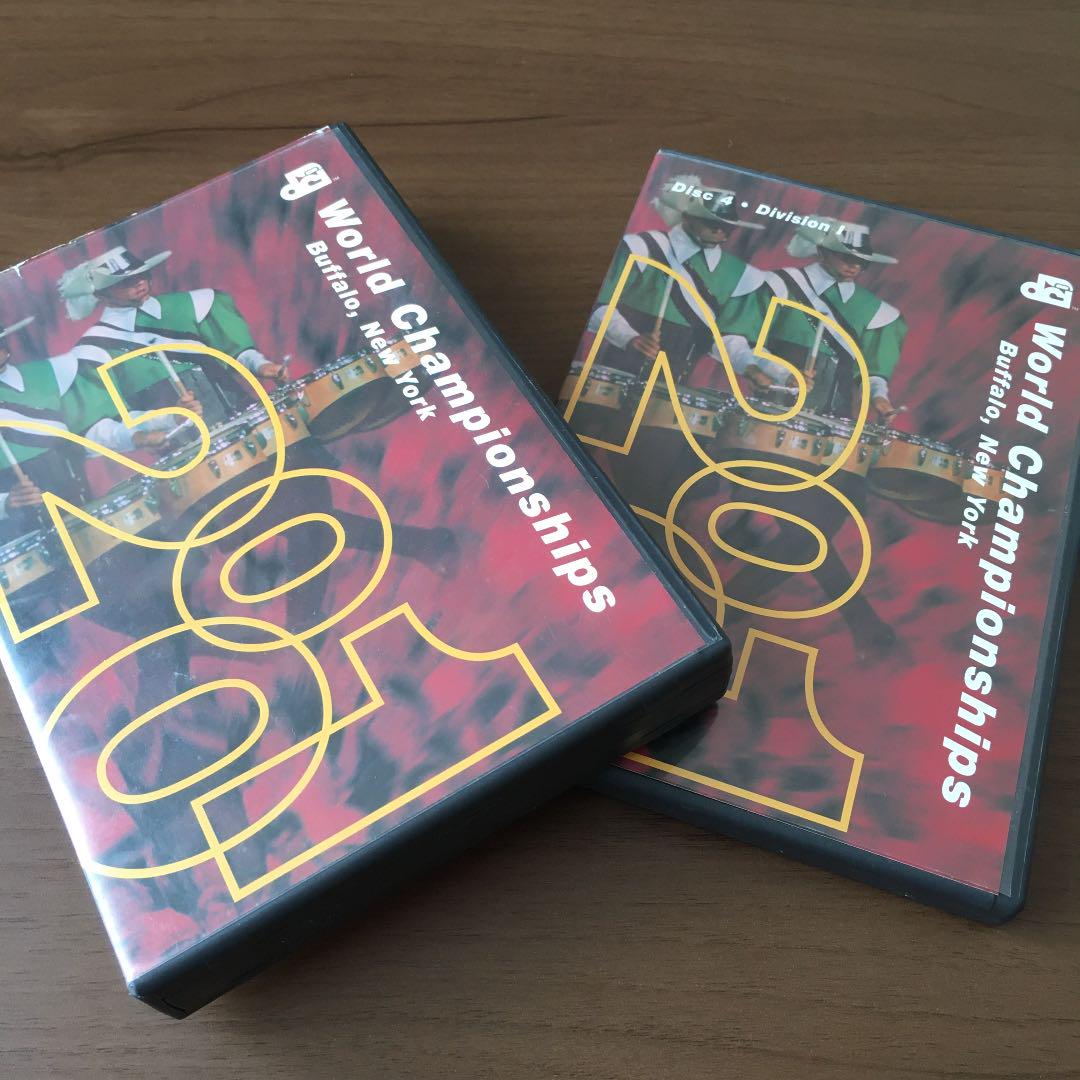 World Championships
Buffalo, New York
2001
Disc 4 • Division I
World Championships
Buffalo, New York
2001